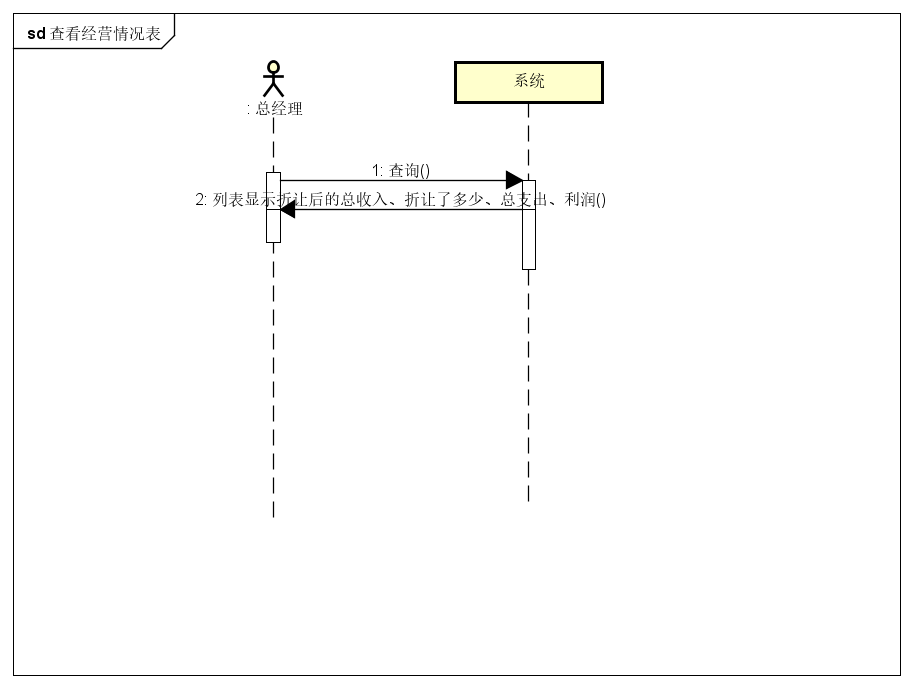 sd 查看经营情况表
: 总经理
系统
1: 查询()
2: 列表显示折让后的总收入、折让了多少、总支出、利润()